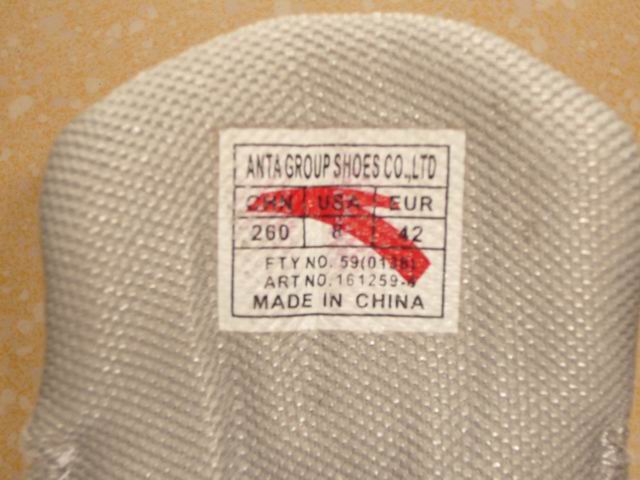 ANTA GROUP SHOES CO.,LTD
CHN USA EUR
260 8 42
FTY NO. 59(0138)
ART NO. 161259-4
MADE IN CHINA